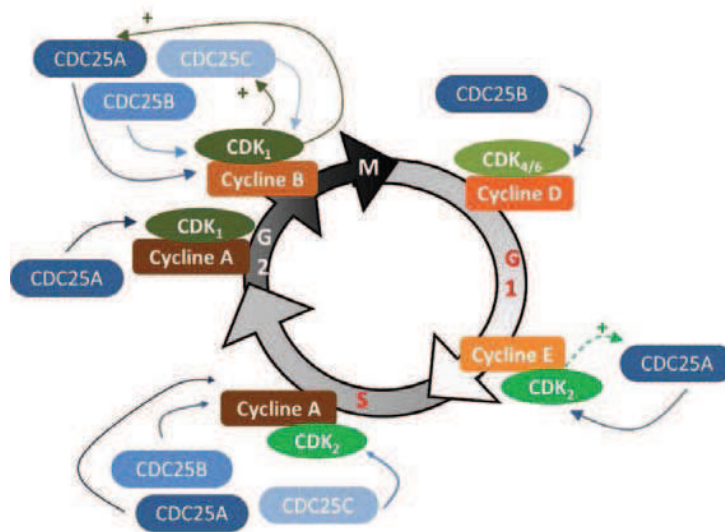 +
CDC25A
CDC25C
CDC25B
+
CDK1
Cycline B
M
CDC25B
CDK4/6
Cycline D
CDK1
Cycline A
G
2
CDC25A
G
1
Cycline E
+
CDC25A
CDK2
Cycline A
S
CDK2
CDC25B
CDC25A
CDC25C